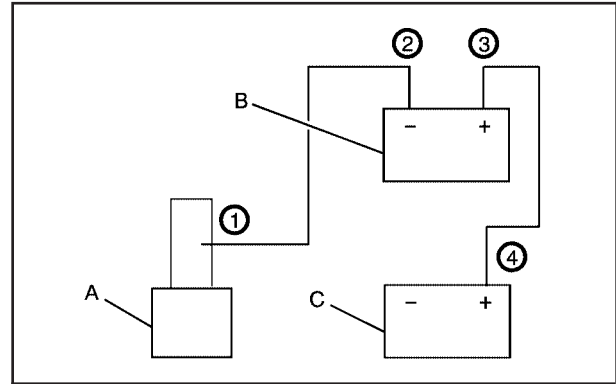 ② ③
B
− +
①
④
A
C
− +